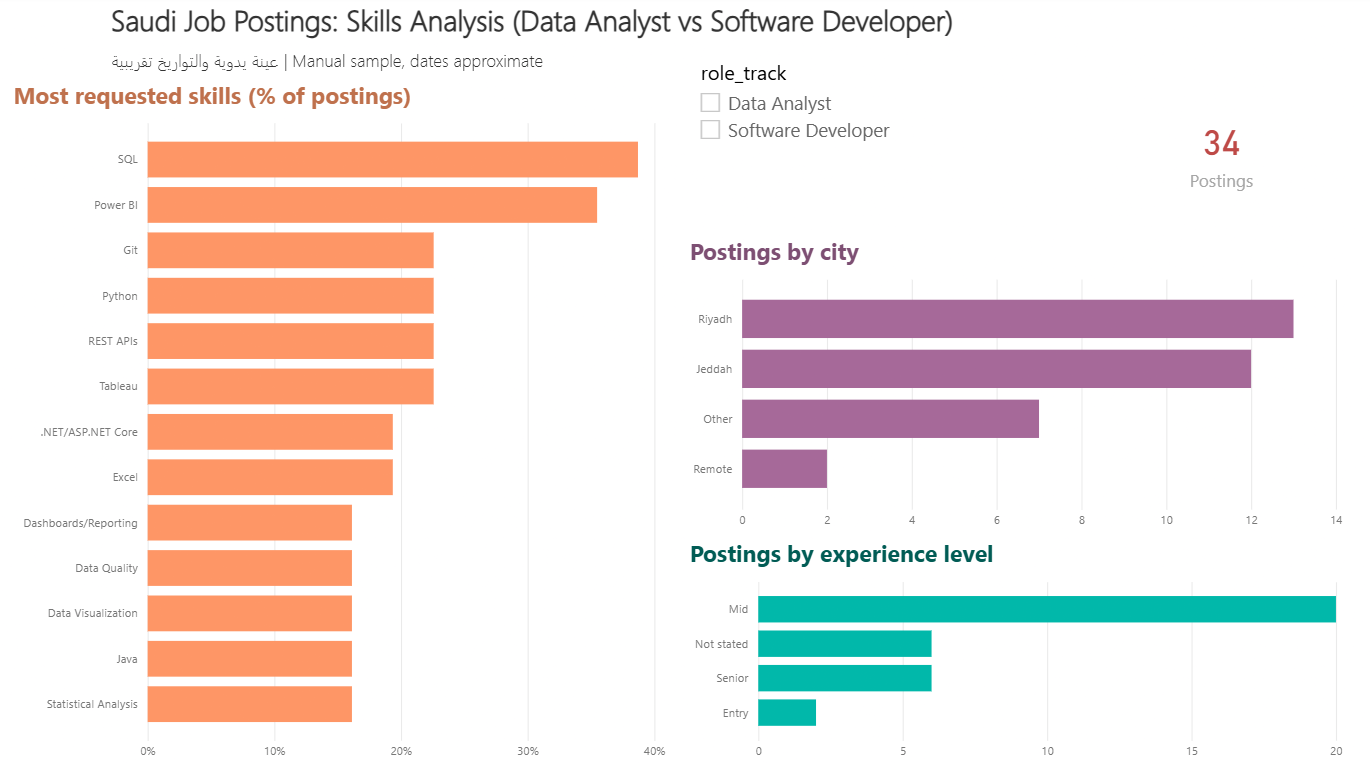 Saudi Job Postings: Skills Analysis (Data Analyst vs Software Developer)
عينة يدوية والتواريخ تقريبية | Manual sample, dates approximate
Most requested skills (% of postings)
SQL
Power BI
Git
Python
REST APIs
Tableau
.NET/ASP.NET Core
Excel
Dashboards/Reporting
Data Quality
Data Visualization
Java
Statistical Analysis
0% 10% 20% 30% 40%
role_track
Data Analyst
Software Developer
34
Postings
Postings by city
Riyadh
Jeddah
Other
Remote
0 2 4 6 8 10 12 14
Postings by experience level
Mid
Not stated
Senior
Entry
0 5 10 15 20